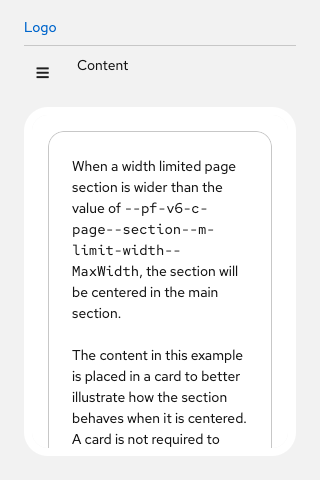 Logo
Content
When a width limited page
section is wider than the
value of --pf-v6-c-
page--section--m-
limit-width--
MaxWidth, the section will
be centered in the main
section.
The content in this example
is placed in a card to better
illustrate how the section
behaves when it is centered.
A card is not required to